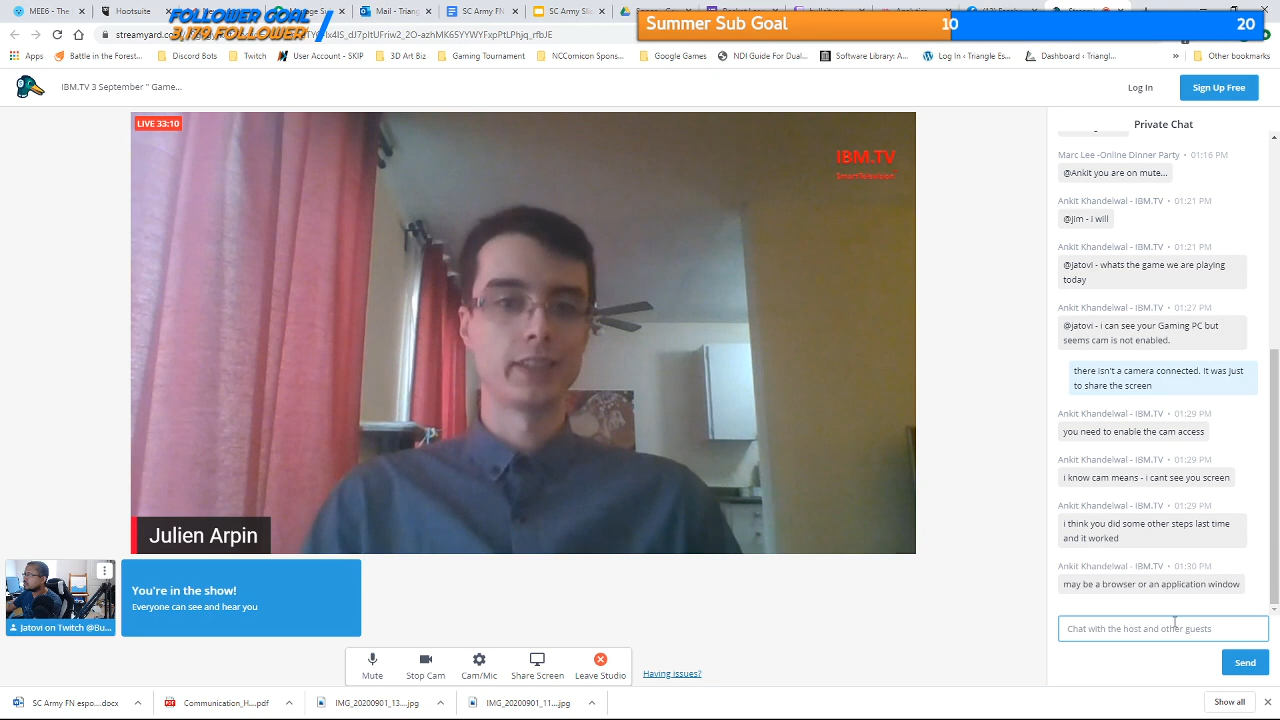 MEE6 - The
Hootsuite
Mail - Triang
SC Army FN
SC Army Slid
FOLLOWER GOAL
3,179 FOLLOWER
Summer Sub Goal 10 20
Apps
Battle in the Battlest...
Discord Bots
Twitch
User Account - SKIP
3D Art Biz
Gaming Tournament
NCComicon Spons...
Google Games
NDI Guide For Using...
Software Library: A...
Log In ‹ Triangle Es...
Dashboard ‹ Triangl...
»
Other bookmarks
IBM.TV 3 September " Game...
Log In
Sign Up Free
LIVE 33:10
IBM.TV
SmartTelevision!
Julien Arpin
Private Chat
Marc Lee -Online Dinner Party • 01:16 PM
@Ankit you are on mute...
Ankit Khandelwal - IBM.TV • 01:21 PM
@Jim - I will
Ankit Khandelwal - IBM.TV • 01:21 PM
@jatovi - whats the game we are playing
today
Ankit Khandelwal - IBM.TV • 01:27 PM
@jatovi - i can see your Gaming PC but
seems cam is not enabled.
there isn't a camera connected. It was just
to share the screen
Ankit Khandelwal - IBM.TV • 01:29 PM
you need to enable the cam access
Ankit Khandelwal - IBM.TV • 01:29 PM
i know cam means - i cant see you screen
Ankit Khandelwal - IBM.TV • 01:29 PM
i think you did some other steps last time
and it worked
Ankit Khandelwal - IBM.TV • 01:30 PM
may be a browser or an application window
Chat with the host and other guests
Send
Jatovi on Twitch @Bu...
You're in the show!
Everyone can see and hear you
Mute
Stop Cam
Cam/Mic
Share Screen
Leave Studio
Having issues?
SC Army FN espo....docx
Communication_H....pdf
IMG_20200901_13....jpg
IMG_20200901_11....jpg
Show all